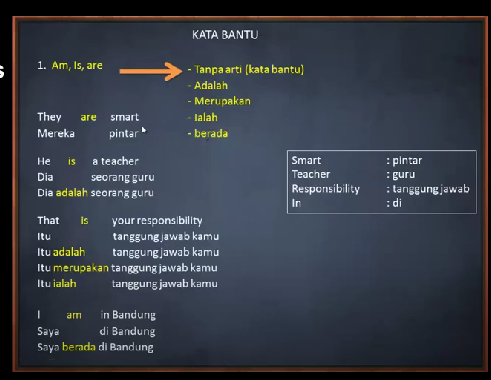 KATA BANTU
s
1. Am, Is, are
- Tanpa arti (kata bantu)
- Adalah
- Merupakan
- Ialah
- berada
They are smart
Mereka pintar
He is a teacher
Dia seorang guru
Dia adalah seorang guru
Smart : pintar
Teacher : guru
Responsibility : tanggung jawab
In : di
That is your responsibility
Itu tanggung jawab kamu
Itu adalah tanggung jawab kamu
Itu merupakan tanggung jawab kamu
Itu ialah tanggung jawab kamu
I am in Bandung
Saya di Bandung
Saya berada di Bandung